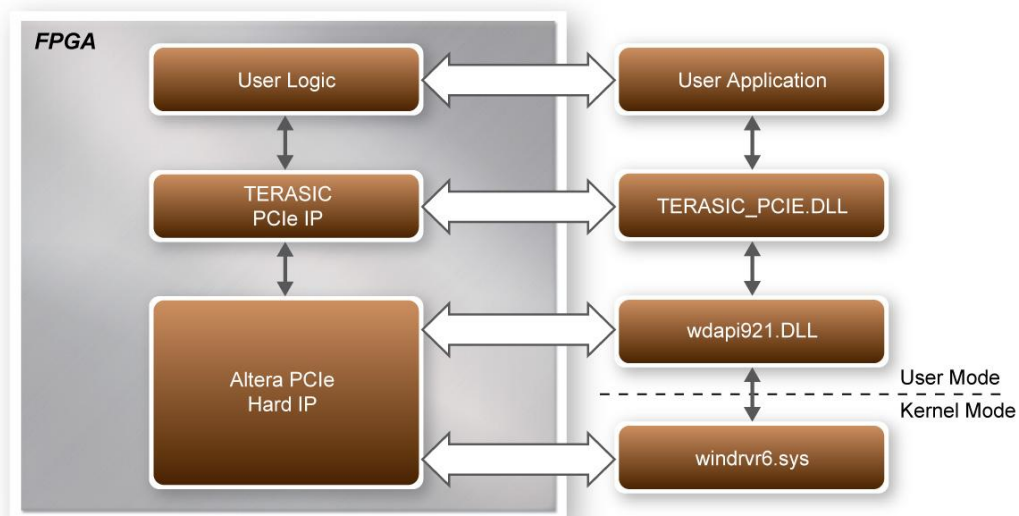 FPGA
User Logic
User Application
TERASIC
PCIe IP
TERASIC_PCIE.DLL
Altera PCIe
Hard IP
wdapi921.DLL
User Mode
Kernel Mode
windrvr6.sys